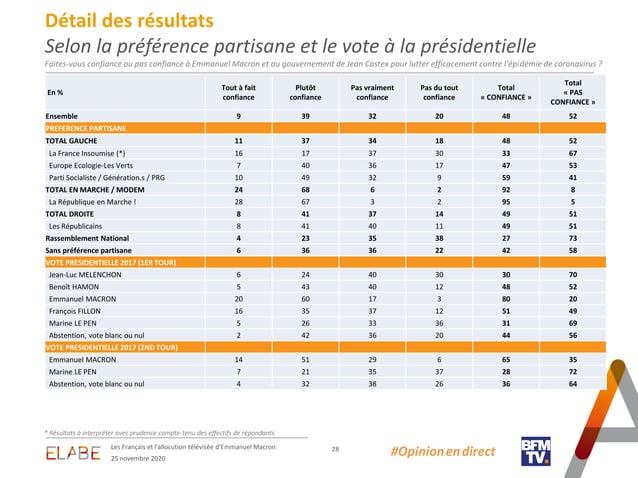 Détail des résultats
Selon la préférence partisane et le vote à la présidentielle
Faites-vous confiance ou pas confiance à Emmanuel Macron et au gouvernement de Jean Castex pour lutter efficacement contre l'épidémie de coronavirus ?
En % Tout à fait confiance Plutôt confiance Pas vraiment confiance Pas du tout confiance Total « CONFIANCE » Total « PAS CONFIANCE »
Ensemble 9 39 32 20 48 52
PREFERENCE PARTISANE
TOTAL GAUCHE 11 37 34 18 48 52
La France Insoumise (*) 16 17 37 30 33 67
Europe Ecologie-Les Verts 7 40 36 17 47 53
Parti Socialiste / Génération.s / PRG 10 49 32 9 59 41
TOTAL EN MARCHE / MODEM 24 68 6 2 92 8
La République en Marche ! 28 67 3 2 95 5
TOTAL DROITE 8 41 37 14 49 51
Les Républicains 8 41 40 11 49 51
Rassemblement National 4 23 35 38 27 73
Sans préférence partisane 6 36 36 22 42 58
VOTE PRESIDENTIELLE 2017 (1ER TOUR)
Jean-Luc MELENCHON 6 24 40 30 30 70
Benoît HAMON 5 43 40 12 48 52
Emmanuel MACRON 20 60 17 3 80 20
François FILLON 16 35 37 12 51 49
Marine LE PEN 5 26 33 36 31 69
Abstention, vote blanc ou nul 2 42 36 20 44 56
VOTE PRESIDENTIELLE 2017 (2ND TOUR)
Emmanuel MACRON 14 51 29 6 65 35
Marine LE PEN 7 21 35 37 28 72
Abstention, vote blanc ou nul 4 32 38 26 36 64
* Résultats à interpréter avec prudence compte-tenu des effectifs de répondants
ELABE
Les Français et l'allocution télévisée d'Emmanuel Macron
25 novembre 2020
28
#Opinion en direct
BFM
TV.